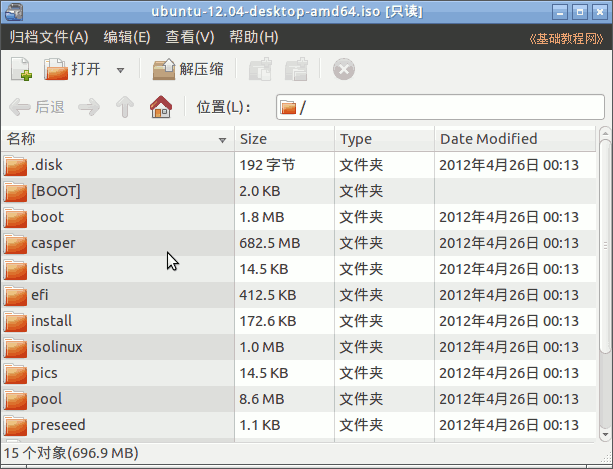 ubuntu-12.04-desktop-amd64.iso [只读]
归档文件(A) 编辑(E) 查看(V) 帮助(H) 《基础教程网》
打开 解压缩
后退 位置(L)： /
名称 Size Type Date Modified
.disk 192 字节 文件夹 2012年4月26日 00:13
[BOOT] 2.0 KB 文件夹
boot 1.8 MB 文件夹 2012年4月26日 00:13
casper 682.5 MB 文件夹 2012年4月26日 00:13
dists 14.5 KB 文件夹 2012年4月26日 00:13
efi 412.5 KB 文件夹 2012年4月26日 00:13
install 172.6 KB 文件夹 2012年4月26日 00:13
isolinux 1.0 MB 文件夹 2012年4月26日 00:13
pics 14.5 KB 文件夹 2012年4月26日 00:13
pool 8.6 MB 文件夹 2012年4月26日 00:13
preseed 1.1 KB 文件夹 2012年4月26日 00:13
15 个对象(696.9 MB)